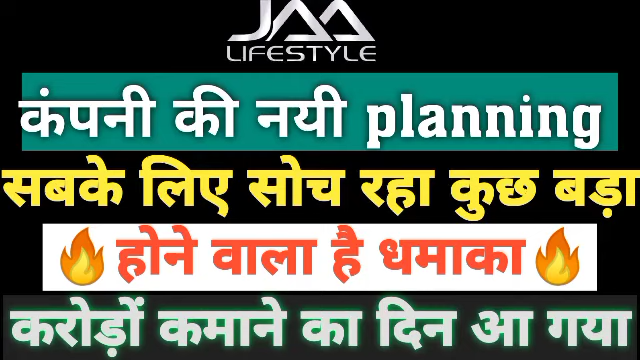 JAA
LIFESTYLE
कंपनी की नयी planning
सबके लिए सोच रहा कुछ बड़ा
🔥होने वाला है धमाका🔥
करोड़ों कमाने का दिन आ गया